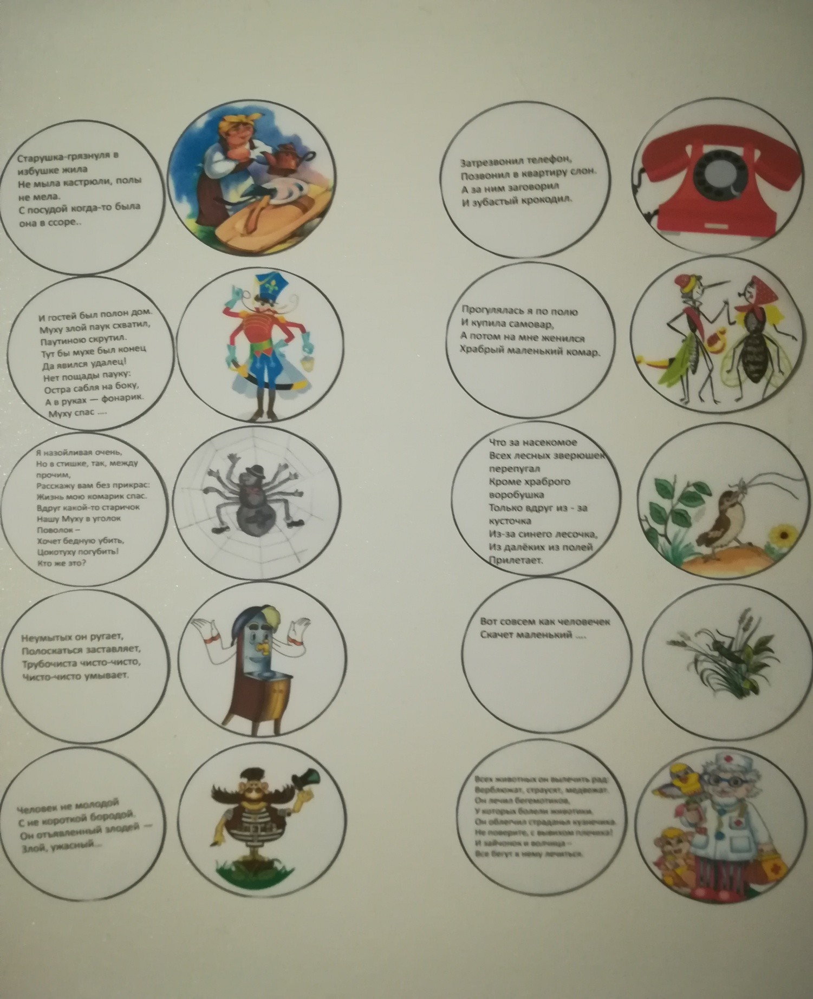 Старушка-грязнуля в
избушке жила
Не мыла кастрюли, полы
не мела.
С посудой когда-то была
она в ссоре..
И гостей был полон дом.
Муху злой паук схватил,
Паутиною скрутил.
Тут бы мухе был конец
Да явился удалец!
Нет пощады пауку:
Остра сабля на боку,
А в руках — фонарик.
Муху спас ....
Я назойливая очень,
Но в стишке, так, между
прочим,
Расскажу вам без прикрас:
Жизнь мою комарик спас.
Вдруг какой-то старичок
Нашу Муху в уголок
Поволок –
Хочет бедную убить,
Цокотуху погубить!
Кто же это?
Неумытых он ругает,
Полоскаться заставляет,
Трубочиста чисто-чисто,
Чисто-чисто умывает.
Человек не молодой
С не короткой бородой.
Он отъявленный злодей —
Злой, ужасный...
Затрезвонил телефон,
Позвонил в квартиру слон.
А за ним заговорил
И зубастый крокодил.
Прогулялась я по полю
И купила самовар,
А потом на мне женился
Храбрый маленький комар.
Что за насекомое
Всех лесных зверюшек
перепугал
Кроме храброго
воробушка
Только вдруг из - за
кусточка
Из-за синего лесочка,
Из далёких из полей
Прилетает.
Вот совсем как человечек
Скачет маленький ....
Всех животных он вылечить рад:
Верблюжат, страусят, медвежат.
Он лечил бегемотиков,
У которых болели животики,
Он облегчил страданья кузнечика.
Не поверите, с вывихом плечика!
И зайчонок и волчица –
Все бегут к нему лечиться.